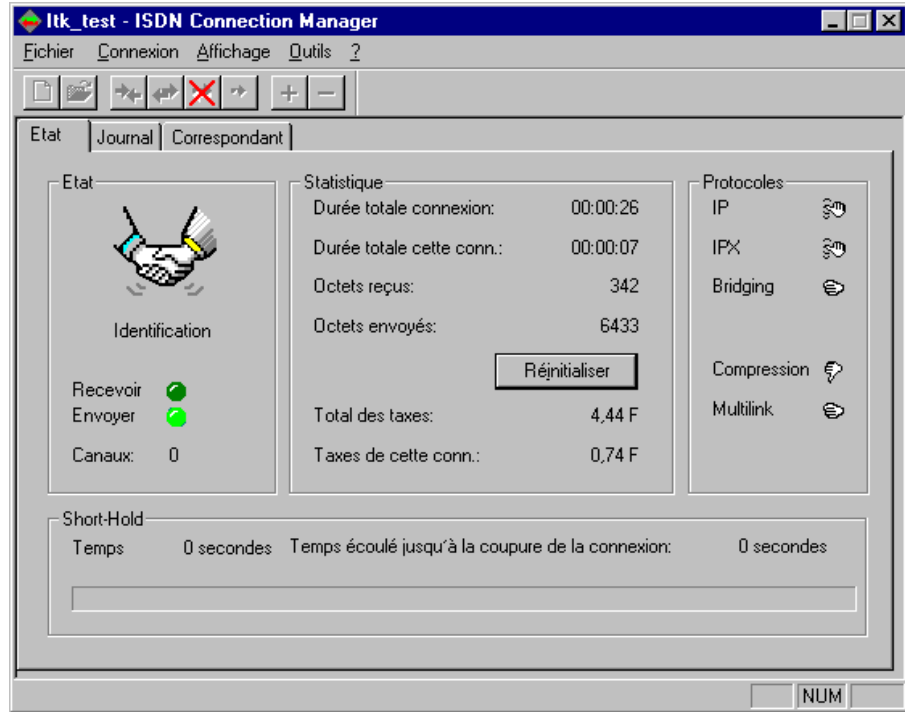 ltk_test - ISDN Connection Manager
Fichier Connexion Affichage Outils ?
Etat Journal Correspondant
Etat
Identification
Recevoir
Envoyer
Canaux: 0
Statistique
Durée totale connexion: 00:00:26
Durée totale cette conn.: 00:00:07
Octets reçus: 342
Octets envoyés: 6433
Réinitialiser
Total des taxes: 4,44 F
Taxes de cette conn.: 0,74 F
Protocoles
IP
IPX
Bridging
Compression
Multilink
Short-Hold
Temps 0 secondes Temps écoulé jusqu´à la coupure de la connexion: 0 secondes
NUM